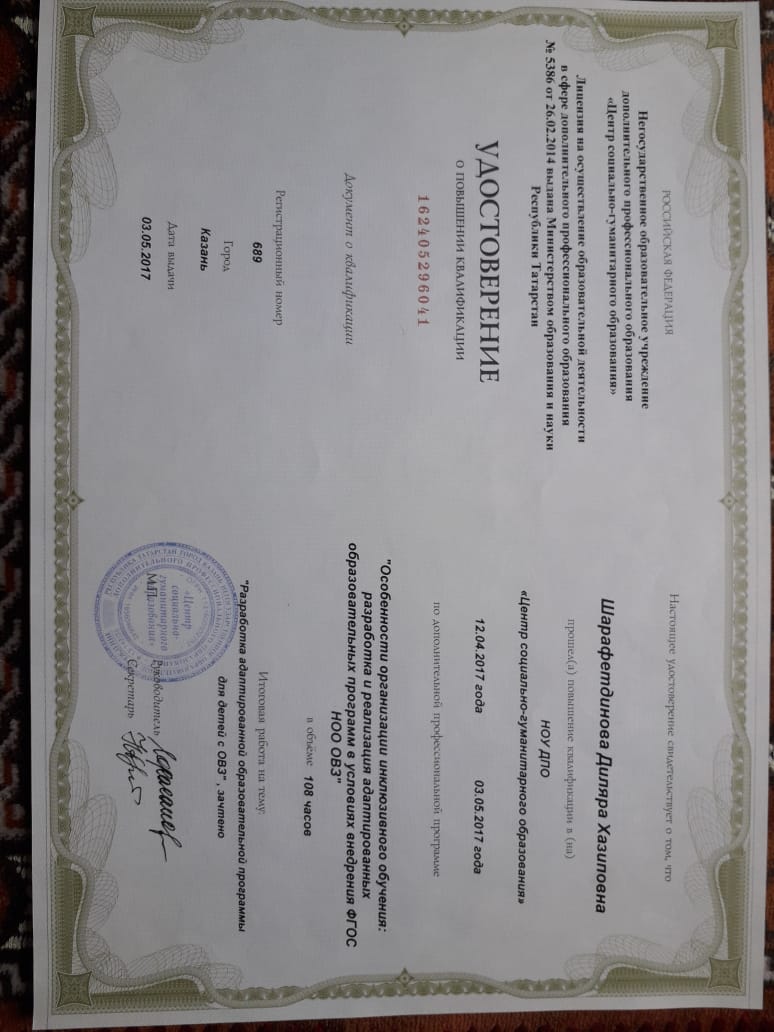 РОССИЙСКАЯ ФЕДЕРАЦИЯ
Негосударственное образовательное учреждение
дополнительного профессионального образования
«Центр социально-гуманитарного образования»
Лицензия на осуществление образовательной деятельности
в сфере дополнительного профессионального образования
№ 5386 от 26.02.2014 выдана Министерством образования и науки
Республики Татарстан
УДОСТОВЕРЕНИЕ
О ПОВЫШЕНИИ КВАЛИФИКАЦИИ
162405296041
Документ о квалификации
Регистрационный номер
689
Город
Казань
Дата выдачи
03.05.2017
Настоящее удостоверение свидетельствует о том, что
Шарафетдинова Диляра Хазиповна
прошел(а) повышение квалификации в (на)
НОУ ДПО
«Центр социально-гуманитарного образования»
12.04.2017 года 03.05.2017 года
по дополнительной профессиональной программе
"Особенности организации инклюзивного обучения:
разработка и реализация адаптированных
образовательных программ в условиях внедрения ФГОС
НОО ОВЗ"
в объёме 108 часов
Итоговая работа на тему:
"Разработка адаптированной образовательной программы
для детей с ОВЗ" , зачтено
М.П.
Руководитель
Секретарь
«Центр
социально-
гуманитарного
образования»